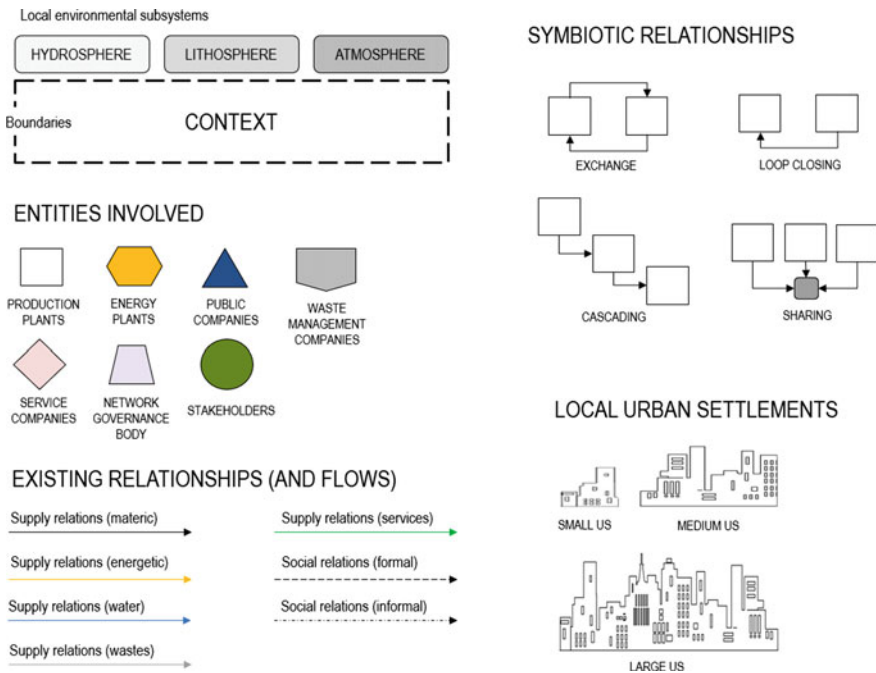 Local environmental subsystems
HYDROSPHERE
LITHOSPHERE
ATMOSPHERE
Boundaries
CONTEXT
ENTITIES INVOLVED
PRODUCTION
PLANTS
ENERGY
PLANTS
PUBLIC
COMPANIES
WASTE
MANAGEMENT
COMPANIES
SERVICE
COMPANIES
NETWORK
GOVERNANCE
BODY
STAKEHOLDERS
EXISTING RELATIONSHIPS (AND FLOWS)
Supply relations (materic)
Supply relations (energetic)
Supply relations (water)
Supply relations (wastes)
Supply relations (services)
Social relations (formal)
Social relations (informal)
SYMBIOTIC RELATIONSHIPS
EXCHANGE
LOOP CLOSING
CASCADING
SHARING
LOCAL URBAN SETTLEMENTS
SMALL US
MEDIUM US
LARGE US